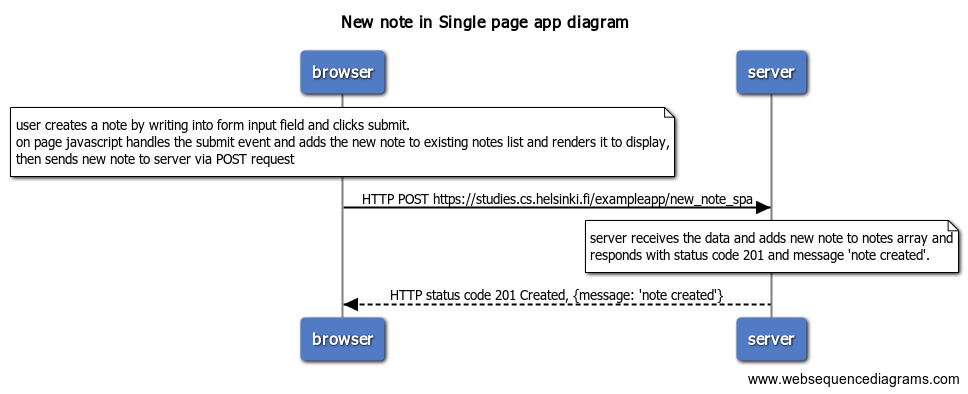 New note in Single page app diagram
browser
server
user creates a note by writing into form input field and clicks submit.
on page javascript handles the submit event and adds the new note to existing notes list and renders it to display,
then sends new note to server via POST request
HTTP POST https://studies.cs.helsinki.fi/exampleapp/new_note_spa
server receives the data and adds new note to notes array and
responds with status code 201 and message 'note created'.
HTTP status code 201 Created, {message: 'note created'}
browser
server
www.websequencediagrams.com